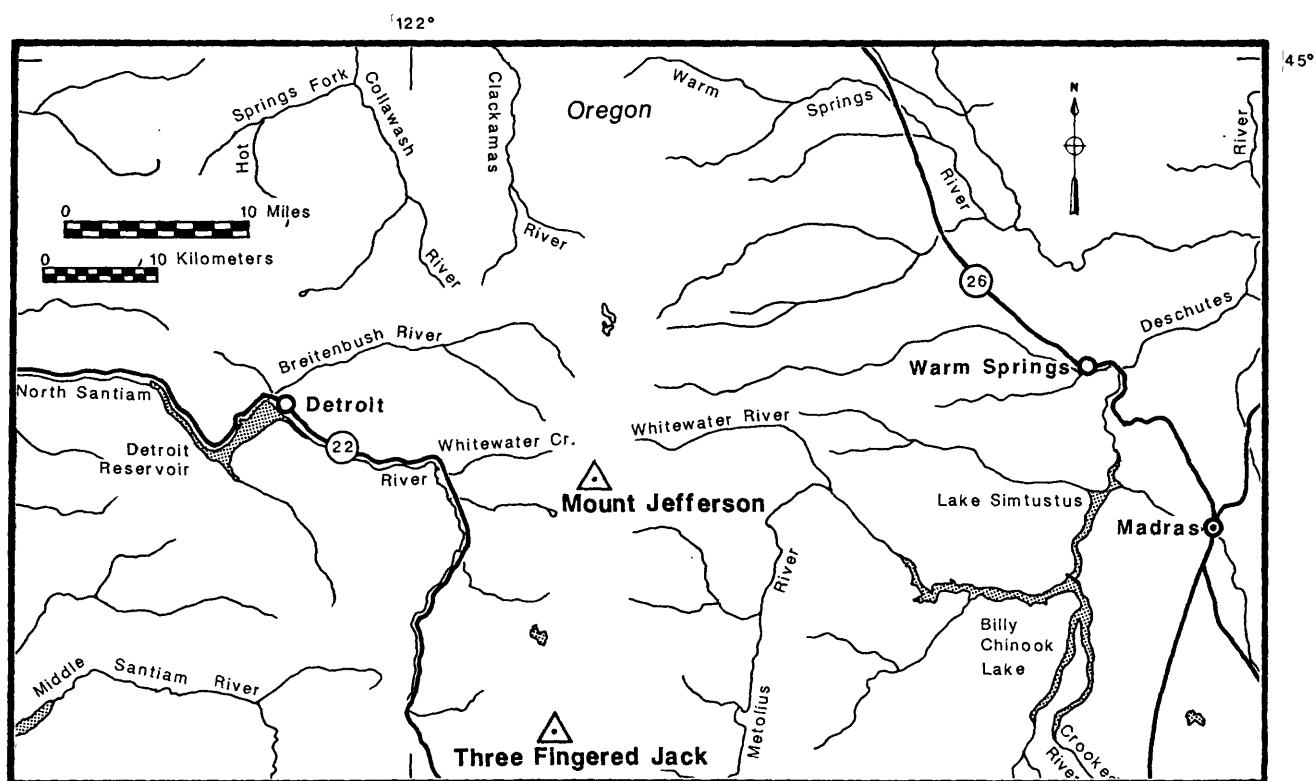 122°
45°
Oregon
N
Hot Springs Fork
Collawash River
Clackamas River
Warm Springs River
River
0 10 Miles
0 10 Kilometers
26
Deschutes
Breitenbush River
Warm Springs
North Santiam
Detroit
Detroit
Reservoir
22
River
Whitewater Cr.
Whitewater River
Mount Jefferson
Lake Simtustus
Madras
Metolius River
Billy
Chinook
Lake
Middle Santiam River
Three Fingered Jack
Crooked
River